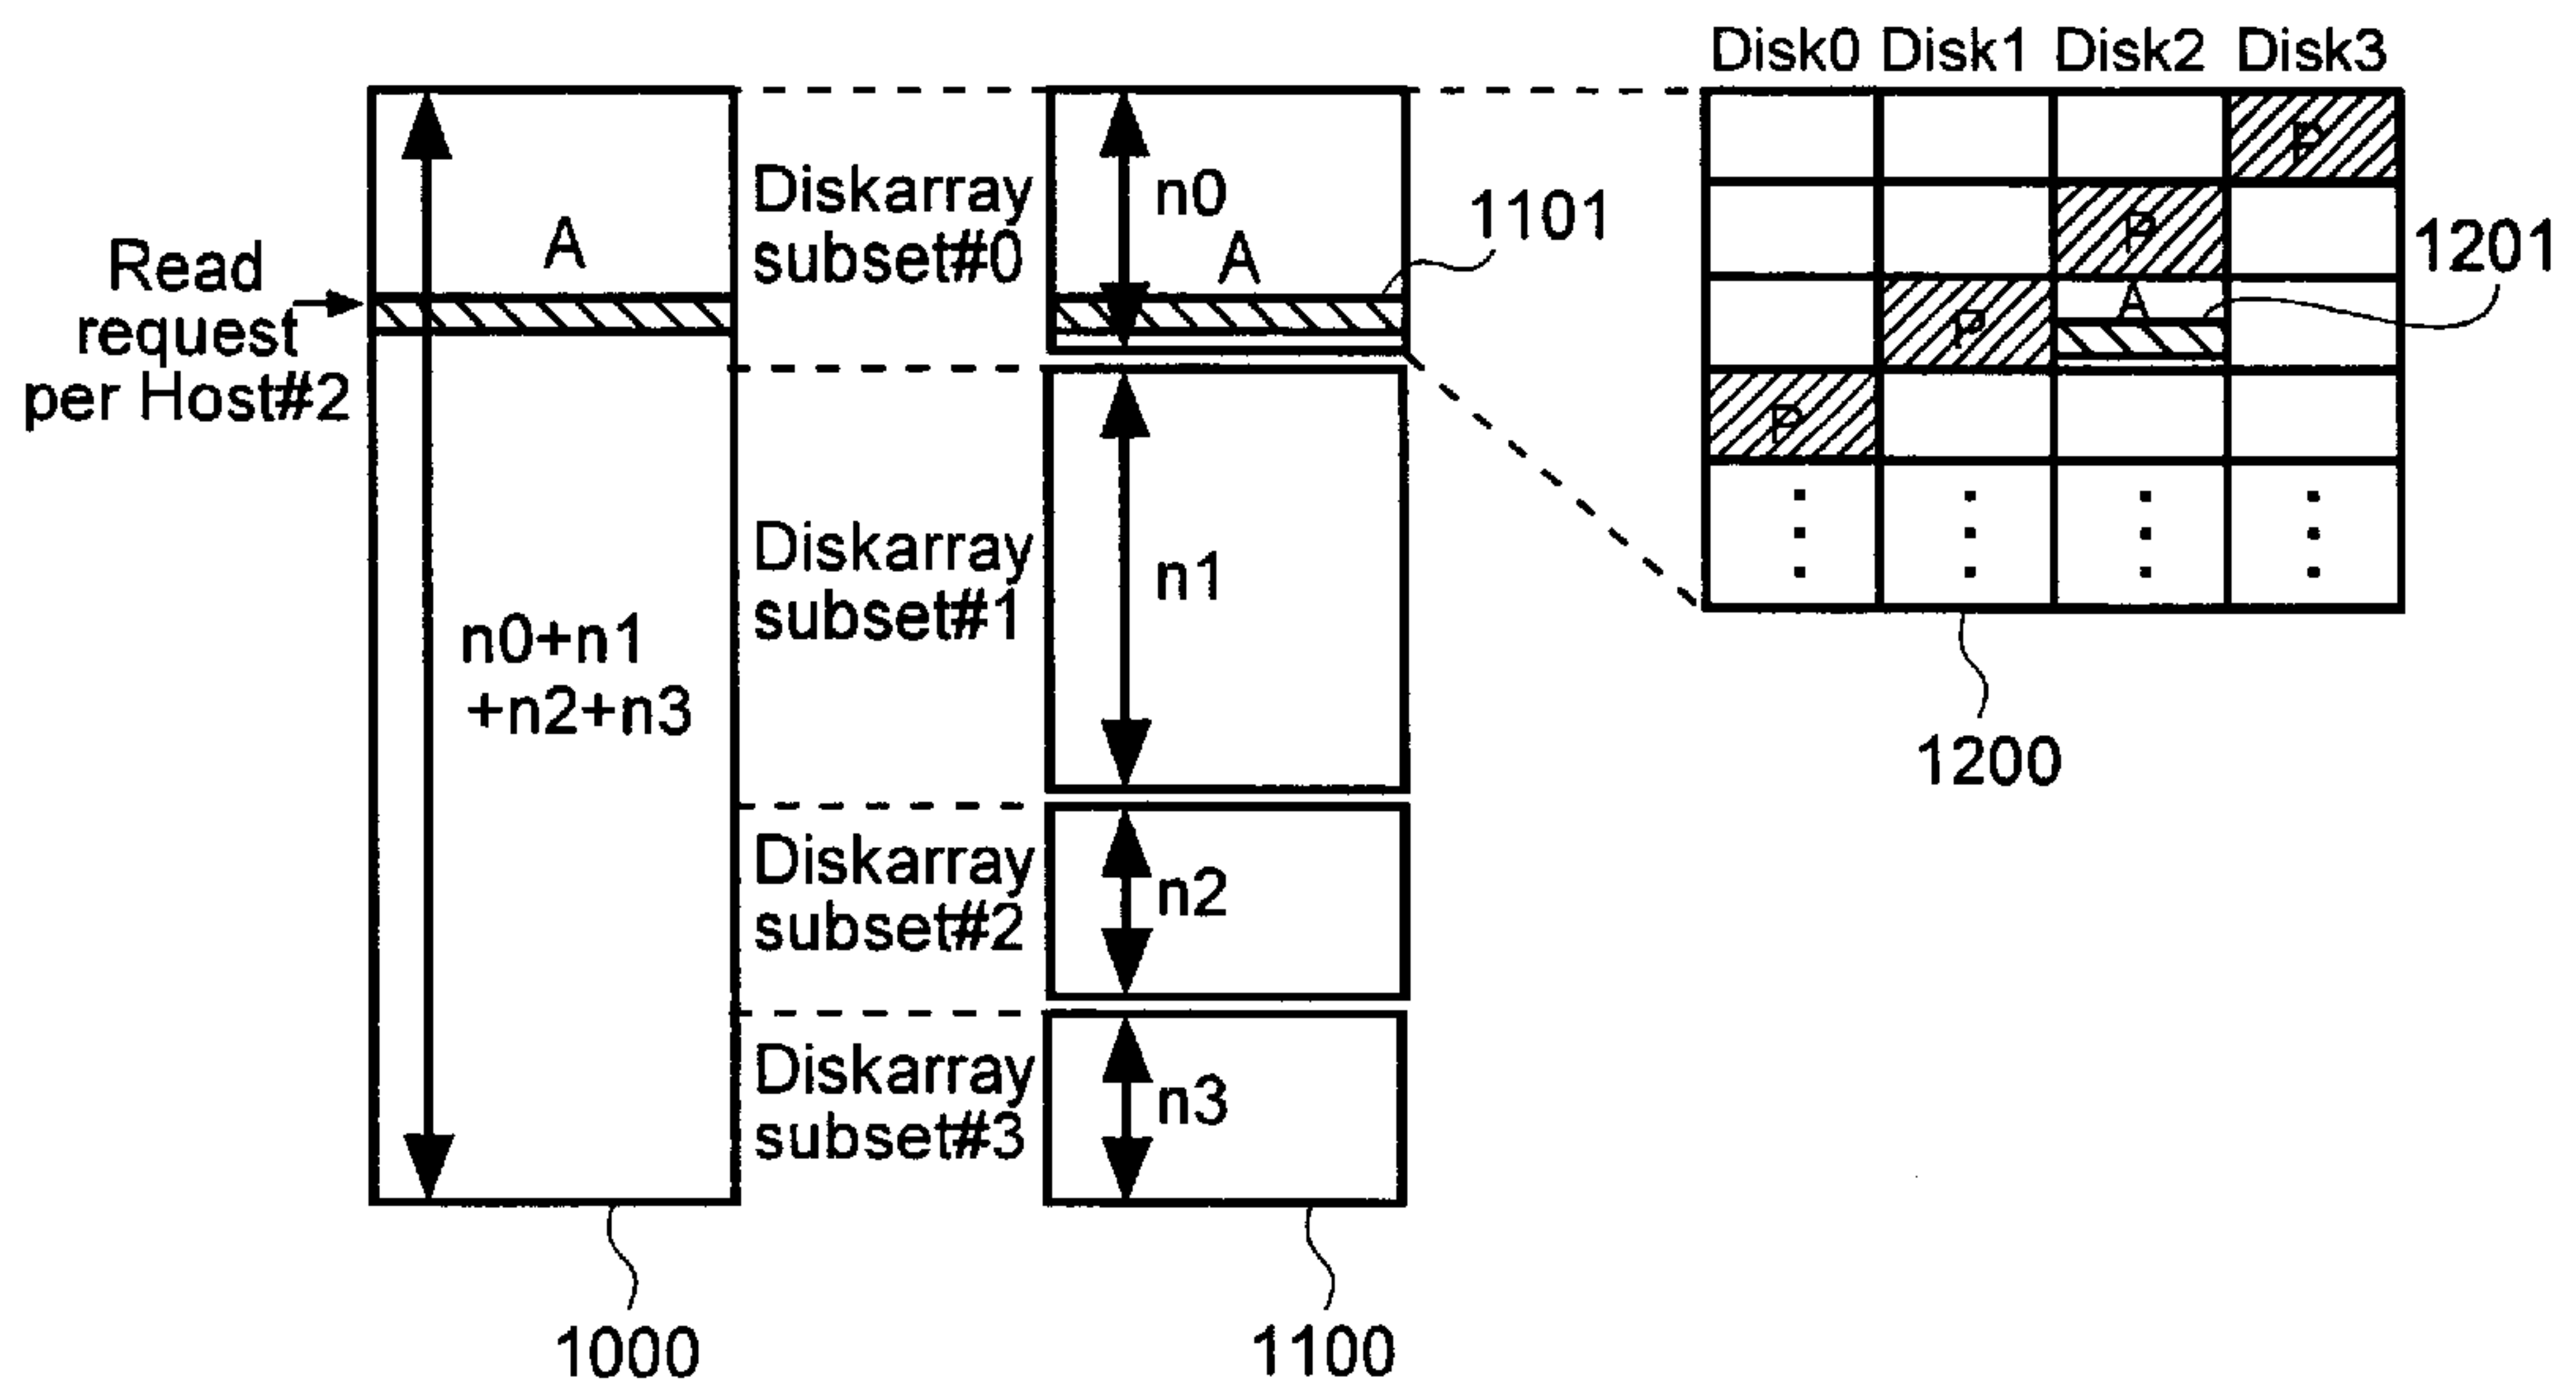 Disk0 Disk1 Disk2 Disk3
P
P
A
P
P
1201
1200
Read
request
per Host#2
A
n0+n1
+n2+n3
1000
Diskarray
subset#0
n0
A
1101
Diskarray
subset#1
n1
Diskarray
subset#2
n2
Diskarray
subset#3
n3
1100